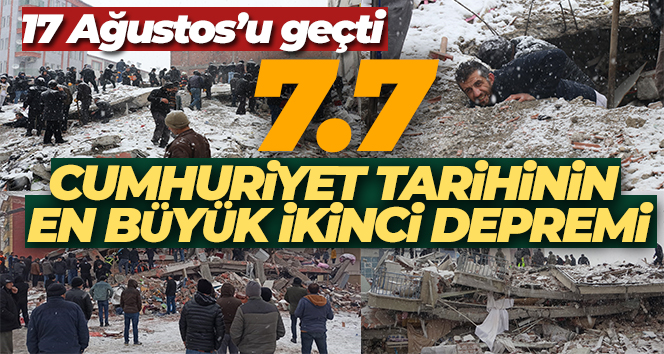 17 Ağustos’u geçti
7.7
CUMHURİYET TARİHİNİN
EN BÜYÜK İKİNCİ DEPREMİ